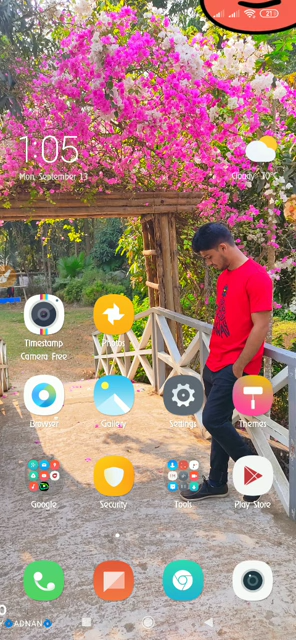 1:05
Mon, September 13
Cloudy
Timestamp
Camera Free
Photos
Browser
Gallery
Settings
Themes
Google
Security
Tools
Play Store
ADNAN